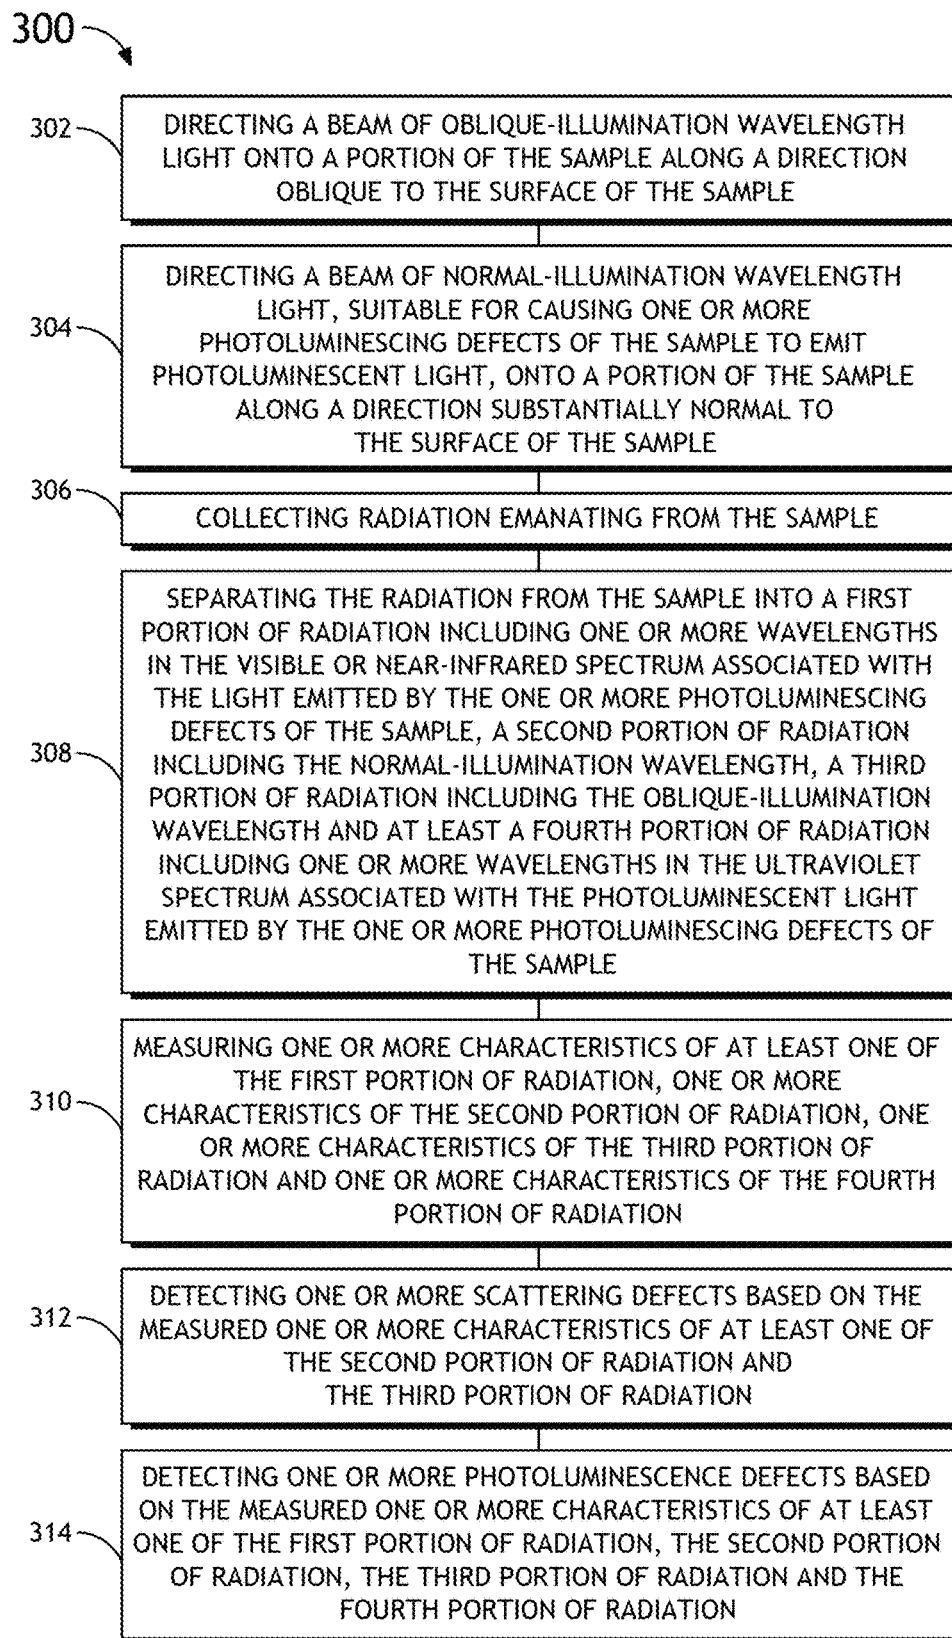 300
302
DIRECTING A BEAM OF OBLIQUE-ILLUMINATION WAVELENGTH
LIGHT ONTO A PORTION OF THE SAMPLE ALONG A DIRECTION
OBLIQUE TO THE SURFACE OF THE SAMPLE
304
DIRECTING A BEAM OF NORMAL-ILLUMINATION WAVELENGTH
LIGHT, SUITABLE FOR CAUSING ONE OR MORE
PHOTOLUMINESCING DEFECTS OF THE SAMPLE TO EMIT
PHOTOLUMINESCENT LIGHT, ONTO A PORTION OF THE SAMPLE
ALONG A DIRECTION SUBSTANTIALLY NORMAL TO
THE SURFACE OF THE SAMPLE
306
COLLECTING RADIATION EMANATING FROM THE SAMPLE
308
SEPARATING THE RADIATION FROM THE SAMPLE INTO A FIRST
PORTION OF RADIATION INCLUDING ONE OR MORE WAVELENGTHS
IN THE VISIBLE OR NEAR-INFRARED SPECTRUM ASSOCIATED WITH
THE LIGHT EMITTED BY THE ONE OR MORE PHOTOLUMINESCING
DEFECTS OF THE SAMPLE, A SECOND PORTION OF RADIATION
INCLUDING THE NORMAL-ILLUMINATION WAVELENGTH, A THIRD
PORTION OF RADIATION INCLUDING THE OBLIQUE-ILLUMINATION
WAVELENGTH AND AT LEAST A FOURTH PORTION OF RADIATION
INCLUDING ONE OR MORE WAVELENGTHS IN THE ULTRAVIOLET
SPECTRUM ASSOCIATED WITH THE PHOTOLUMINESCENT LIGHT
EMITTED BY THE ONE OR MORE PHOTOLUMINESCING DEFECTS OF
THE SAMPLE
310
MEASURING ONE OR MORE CHARACTERISTICS OF AT LEAST ONE OF
THE FIRST PORTION OF RADIATION, ONE OR MORE
CHARACTERISTICS OF THE SECOND PORTION OF RADIATION, ONE
OR MORE CHARACTERISTICS OF THE THIRD PORTION OF
RADIATION AND ONE OR MORE CHARACTERISTICS OF THE FOURTH
PORTION OF RADIATION
312
DETECTING ONE OR MORE SCATTERING DEFECTS BASED ON THE
MEASURED ONE OR MORE CHARACTERISTICS OF AT LEAST ONE OF
THE SECOND PORTION OF RADIATION AND
THE THIRD PORTION OF RADIATION
314
DETECTING ONE OR MORE PHOTOLUMINESCENCE DEFECTS BASED
ON THE MEASURED ONE OR MORE CHARACTERISTICS OF AT LEAST
ONE OF THE FIRST PORTION OF RADIATION, THE SECOND PORTION
OF RADIATION, THE THIRD PORTION OF RADIATION AND THE
FOURTH PORTION OF RADIATION